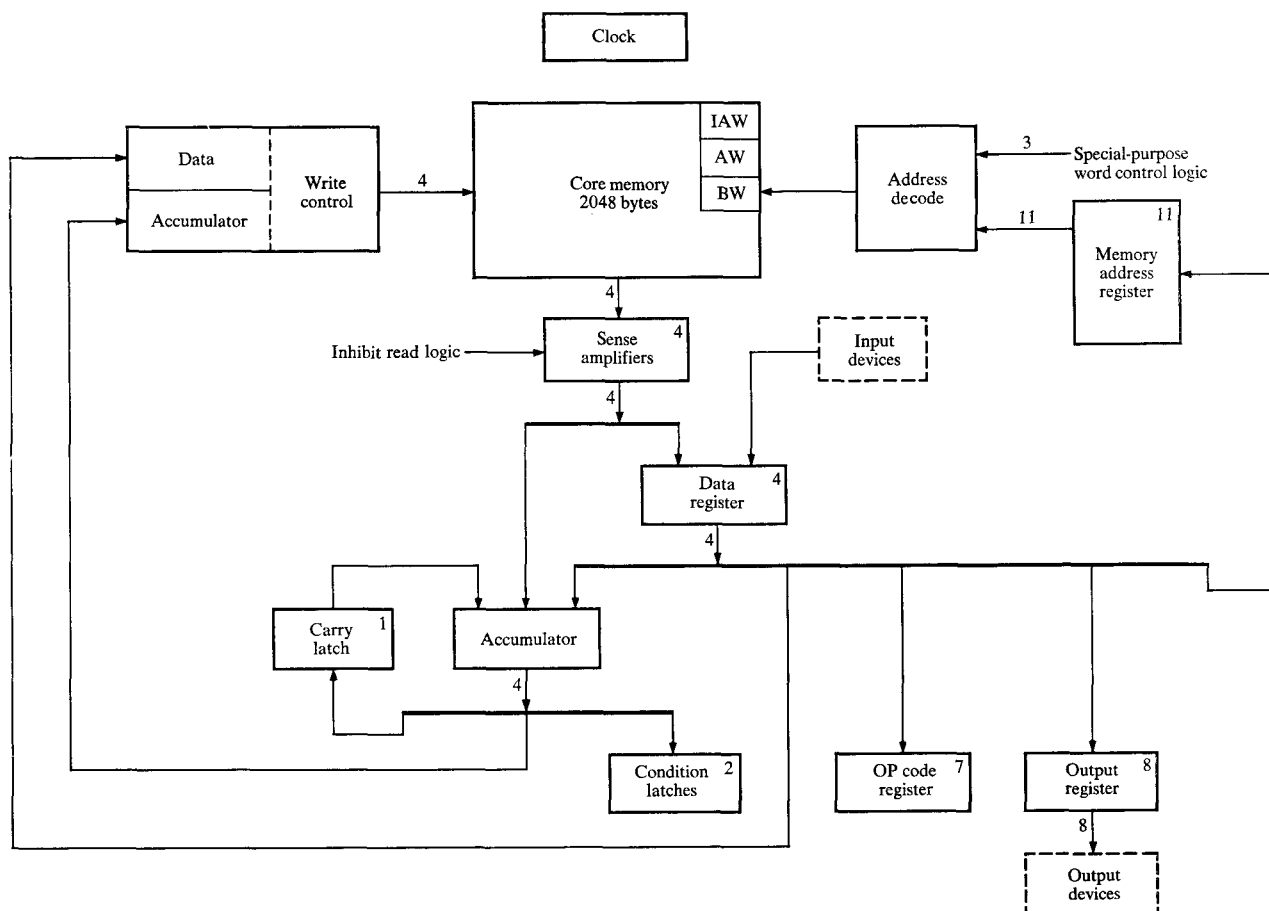 Clock
IAW
AW
BW
Core memory
2048 bytes
Data
Accumulator
Write
control
4
Address
decode
3
Special-purpose
word control logic
11
11
Memory
address
register
4
Inhibit read logic
Sense
amplifiers
4
Input
devices
4
Data
register
4
4
Carry
latch
1
Accumulator
4
Condition
latches
2
OP code
register
7
Output
register
8
8
Output
devices